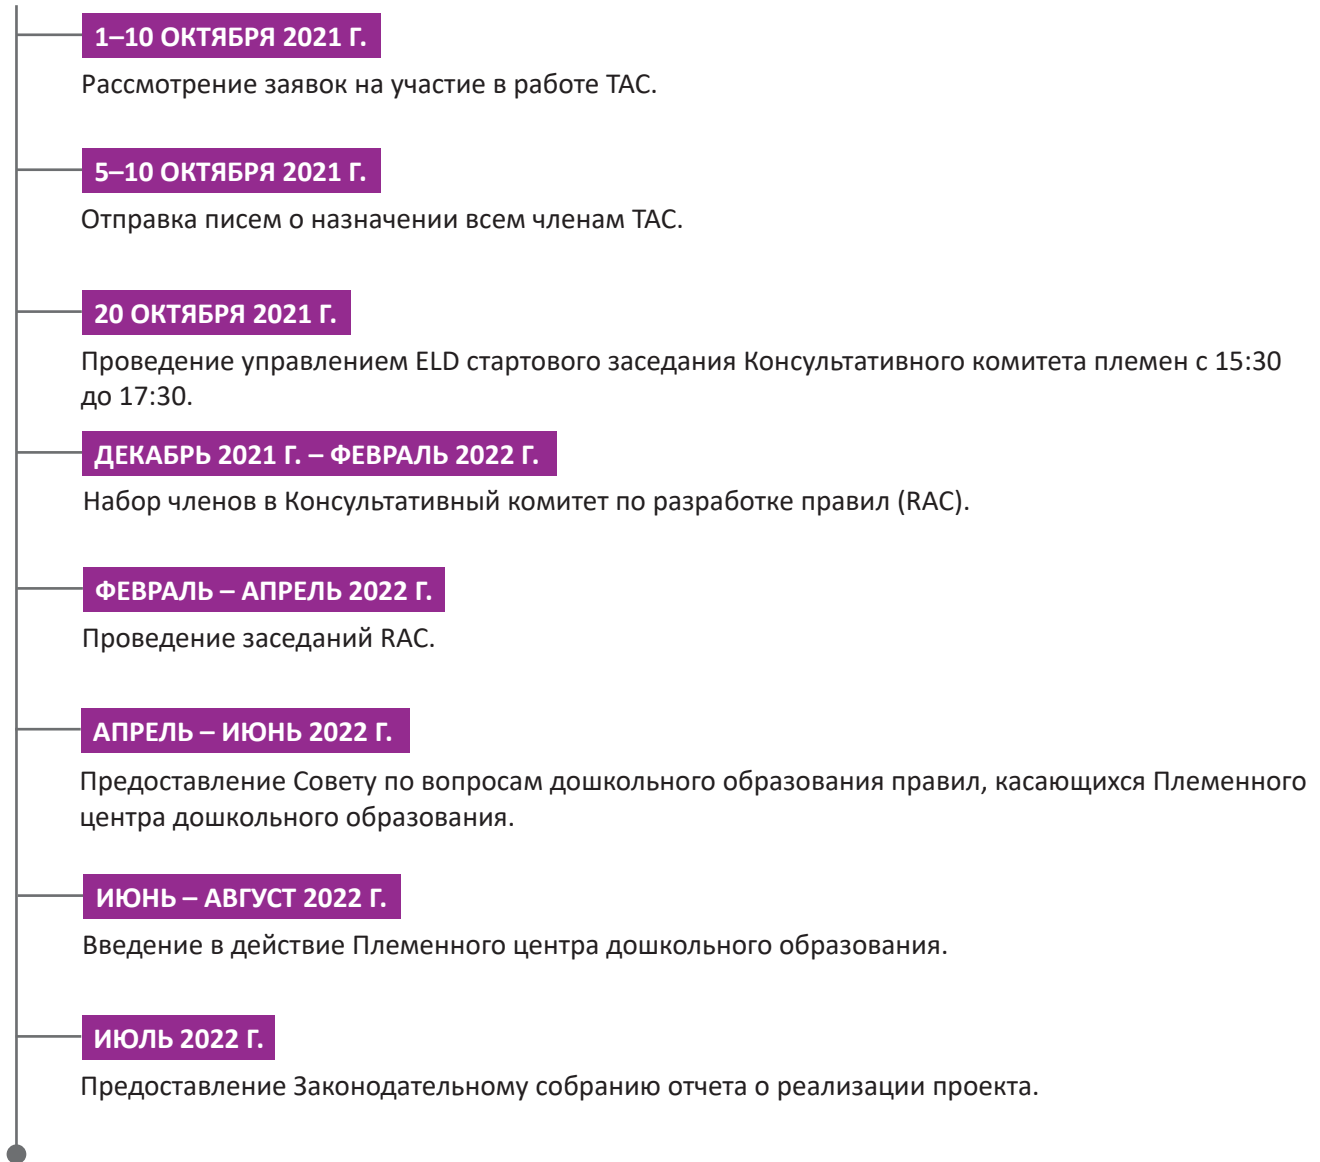 1–10 ОКТЯБРЯ 2021 Г.
Рассмотрение заявок на участие в работе TAC.
5–10 ОКТЯБРЯ 2021 Г.
Отправка писем о назначении всем членам TAC.
20 ОКТЯБРЯ 2021 Г.
Проведение управлением ELD стартового заседания Консультативного комитета племен с 15:30
до 17:30.
ДЕКАБРЬ 2021 Г. – ФЕВРАЛЬ 2022 Г.
Набор членов в Консультативный комитет по разработке правил (RAC).
ФЕВРАЛЬ – АПРЕЛЬ 2022 Г.
Проведение заседаний RAC.
АПРЕЛЬ – ИЮНЬ 2022 Г.
Предоставление Совету по вопросам дошкольного образования правил, касающихся Племенного
центра дошкольного образования.
ИЮНЬ – АВГУСТ 2022 Г.
Введение в действие Племенного центра дошкольного образования.
ИЮЛЬ 2022 Г.
Предоставление Законодательному собранию отчета о реализации проекта.